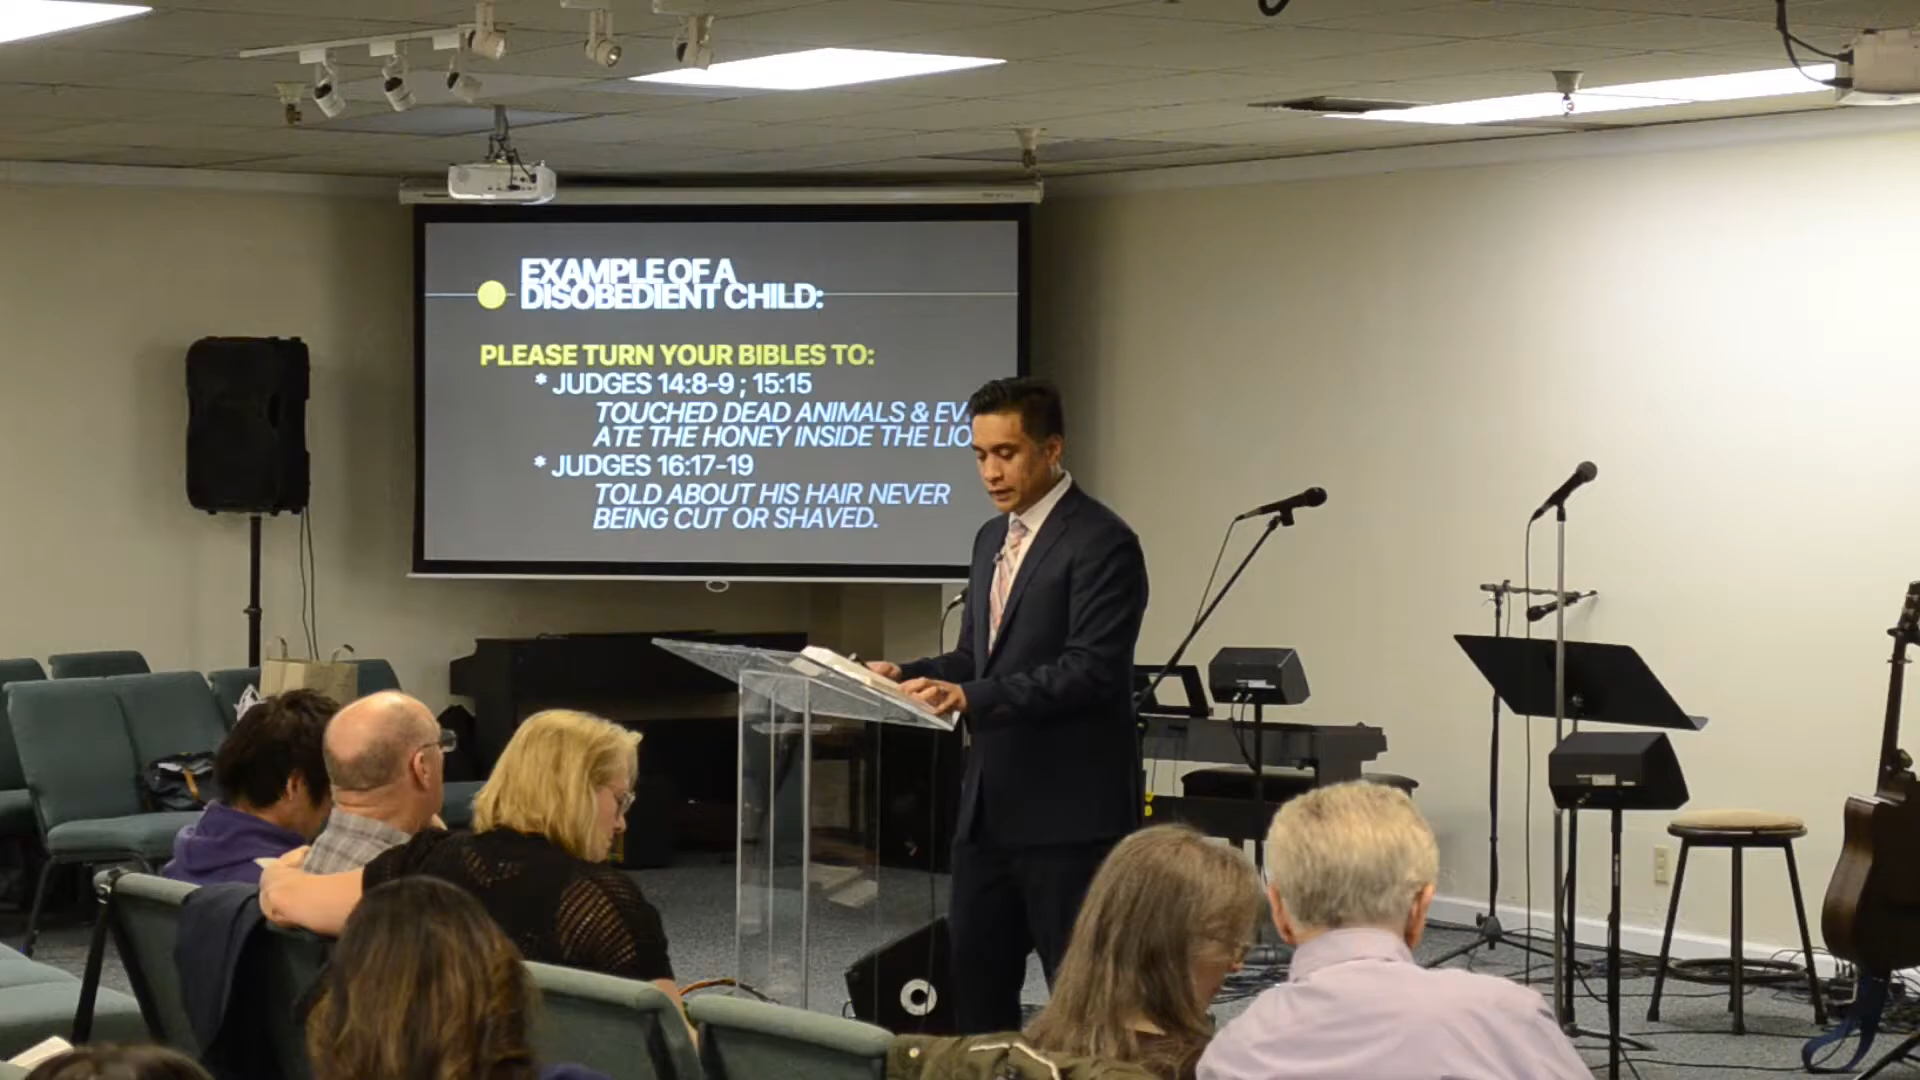 EXAMPLE OF A
DISOBEDIENT CHILD:
PLEASE TURN YOUR BIBLES TO:
* JUDGES 14:8-9 ; 15:15
TOUCHED DEAD ANIMALS &
ATE THE HONEY INSIDE THE
* JUDGES 16:17-19
TOLD ABOUT HIS HAIR NEVER
BEING CUT OR SHAVED.